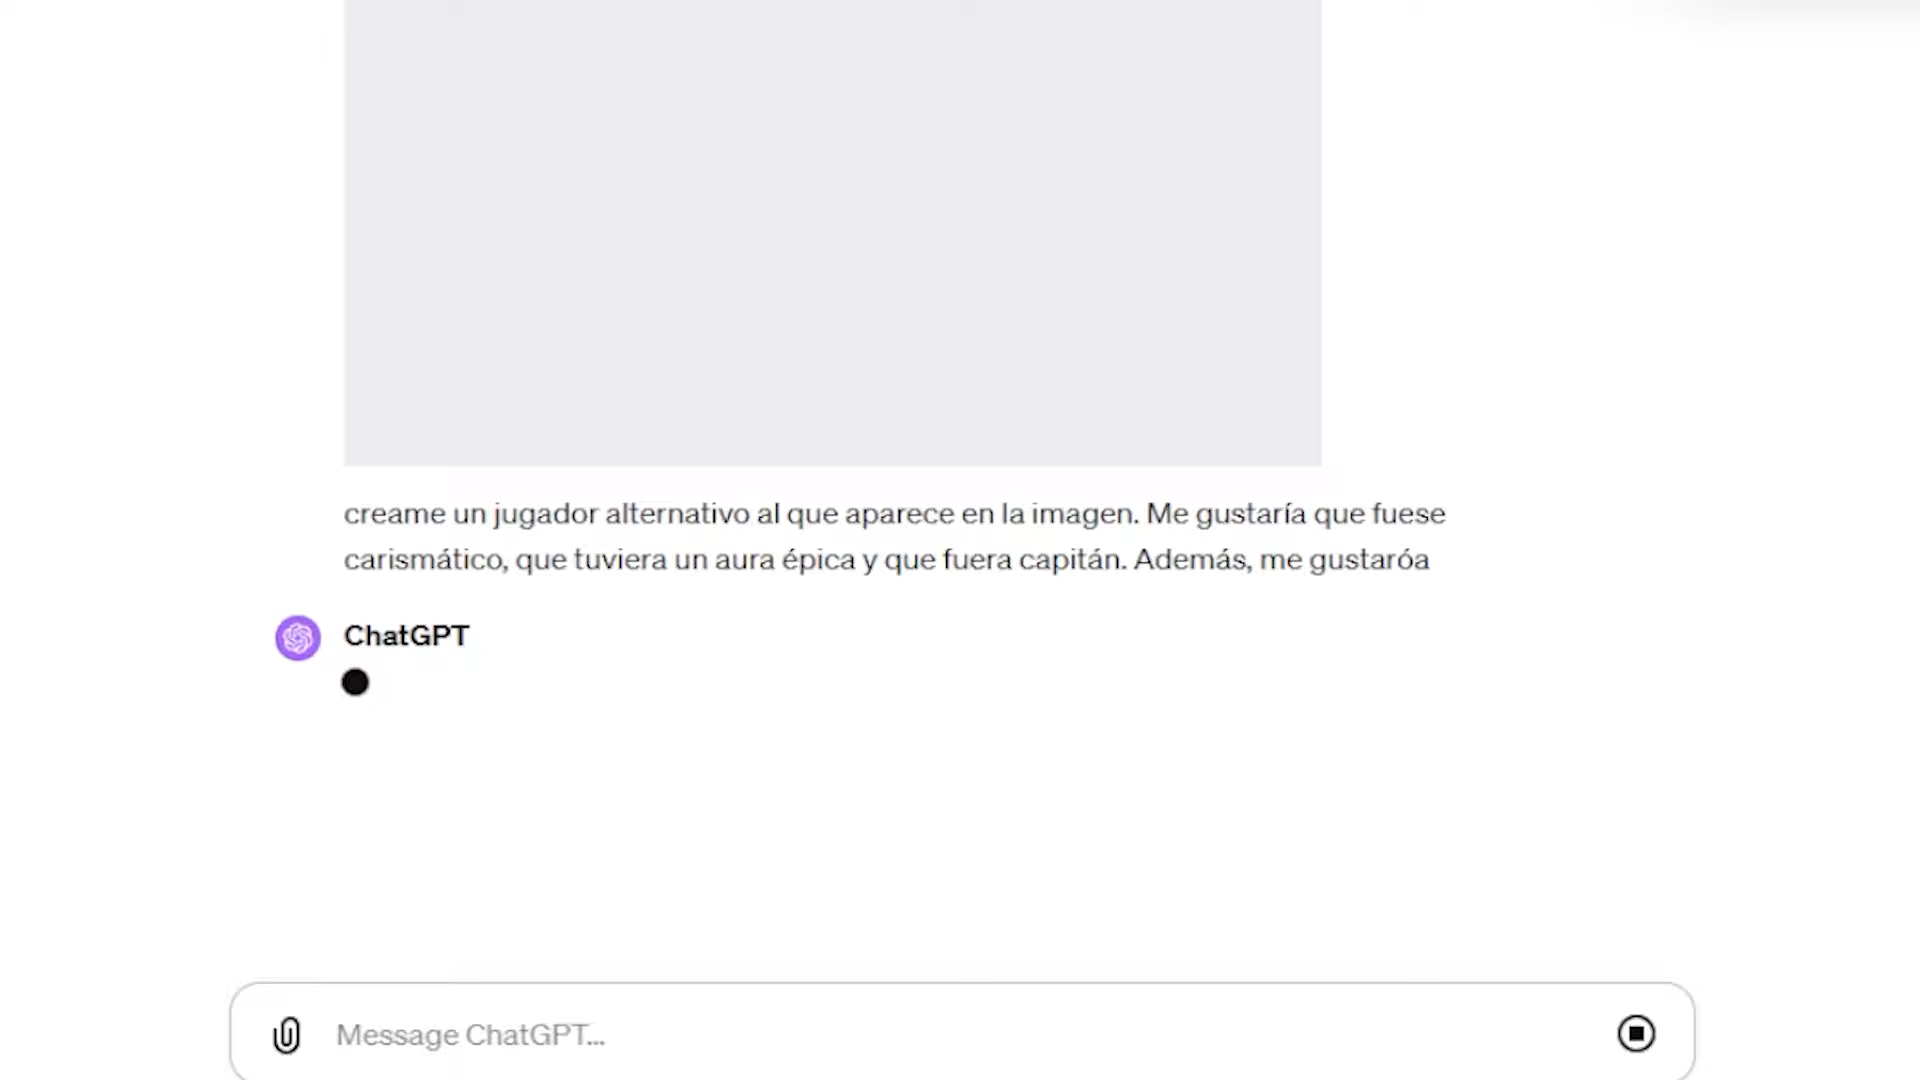 creame un jugador alternativo al que aparece en la imagen. Me gustaría que fuese
carismático, que tuviera un aura épica y que fuera capitán. Además, me gustaróa
ChatGPT
Message ChatGPT...